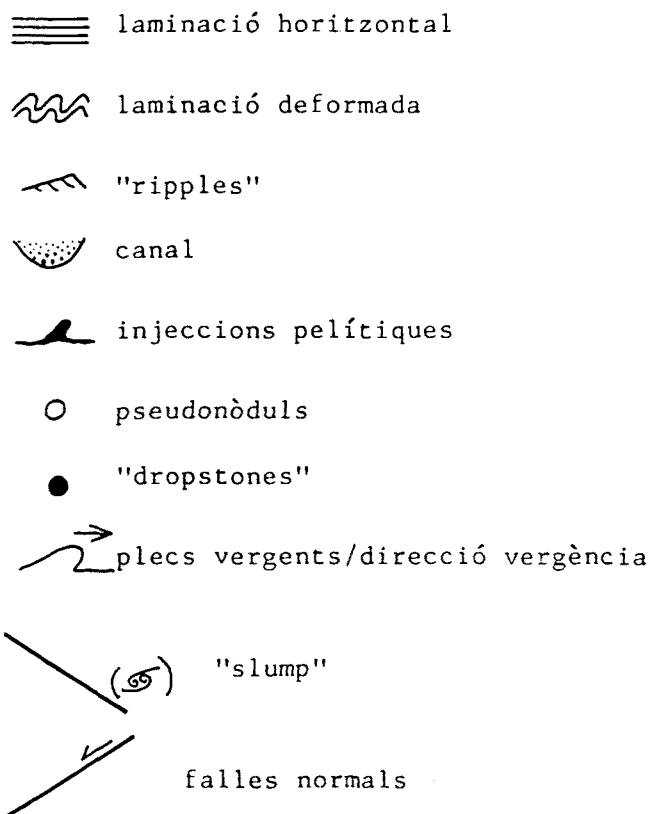 laminació horitzontal
laminació deformada
"ripples"
canal
injeccions pelítiques
pseudonòduls
"dropstones"
plecs vergents/direcció vergència
"slump"
falles normals